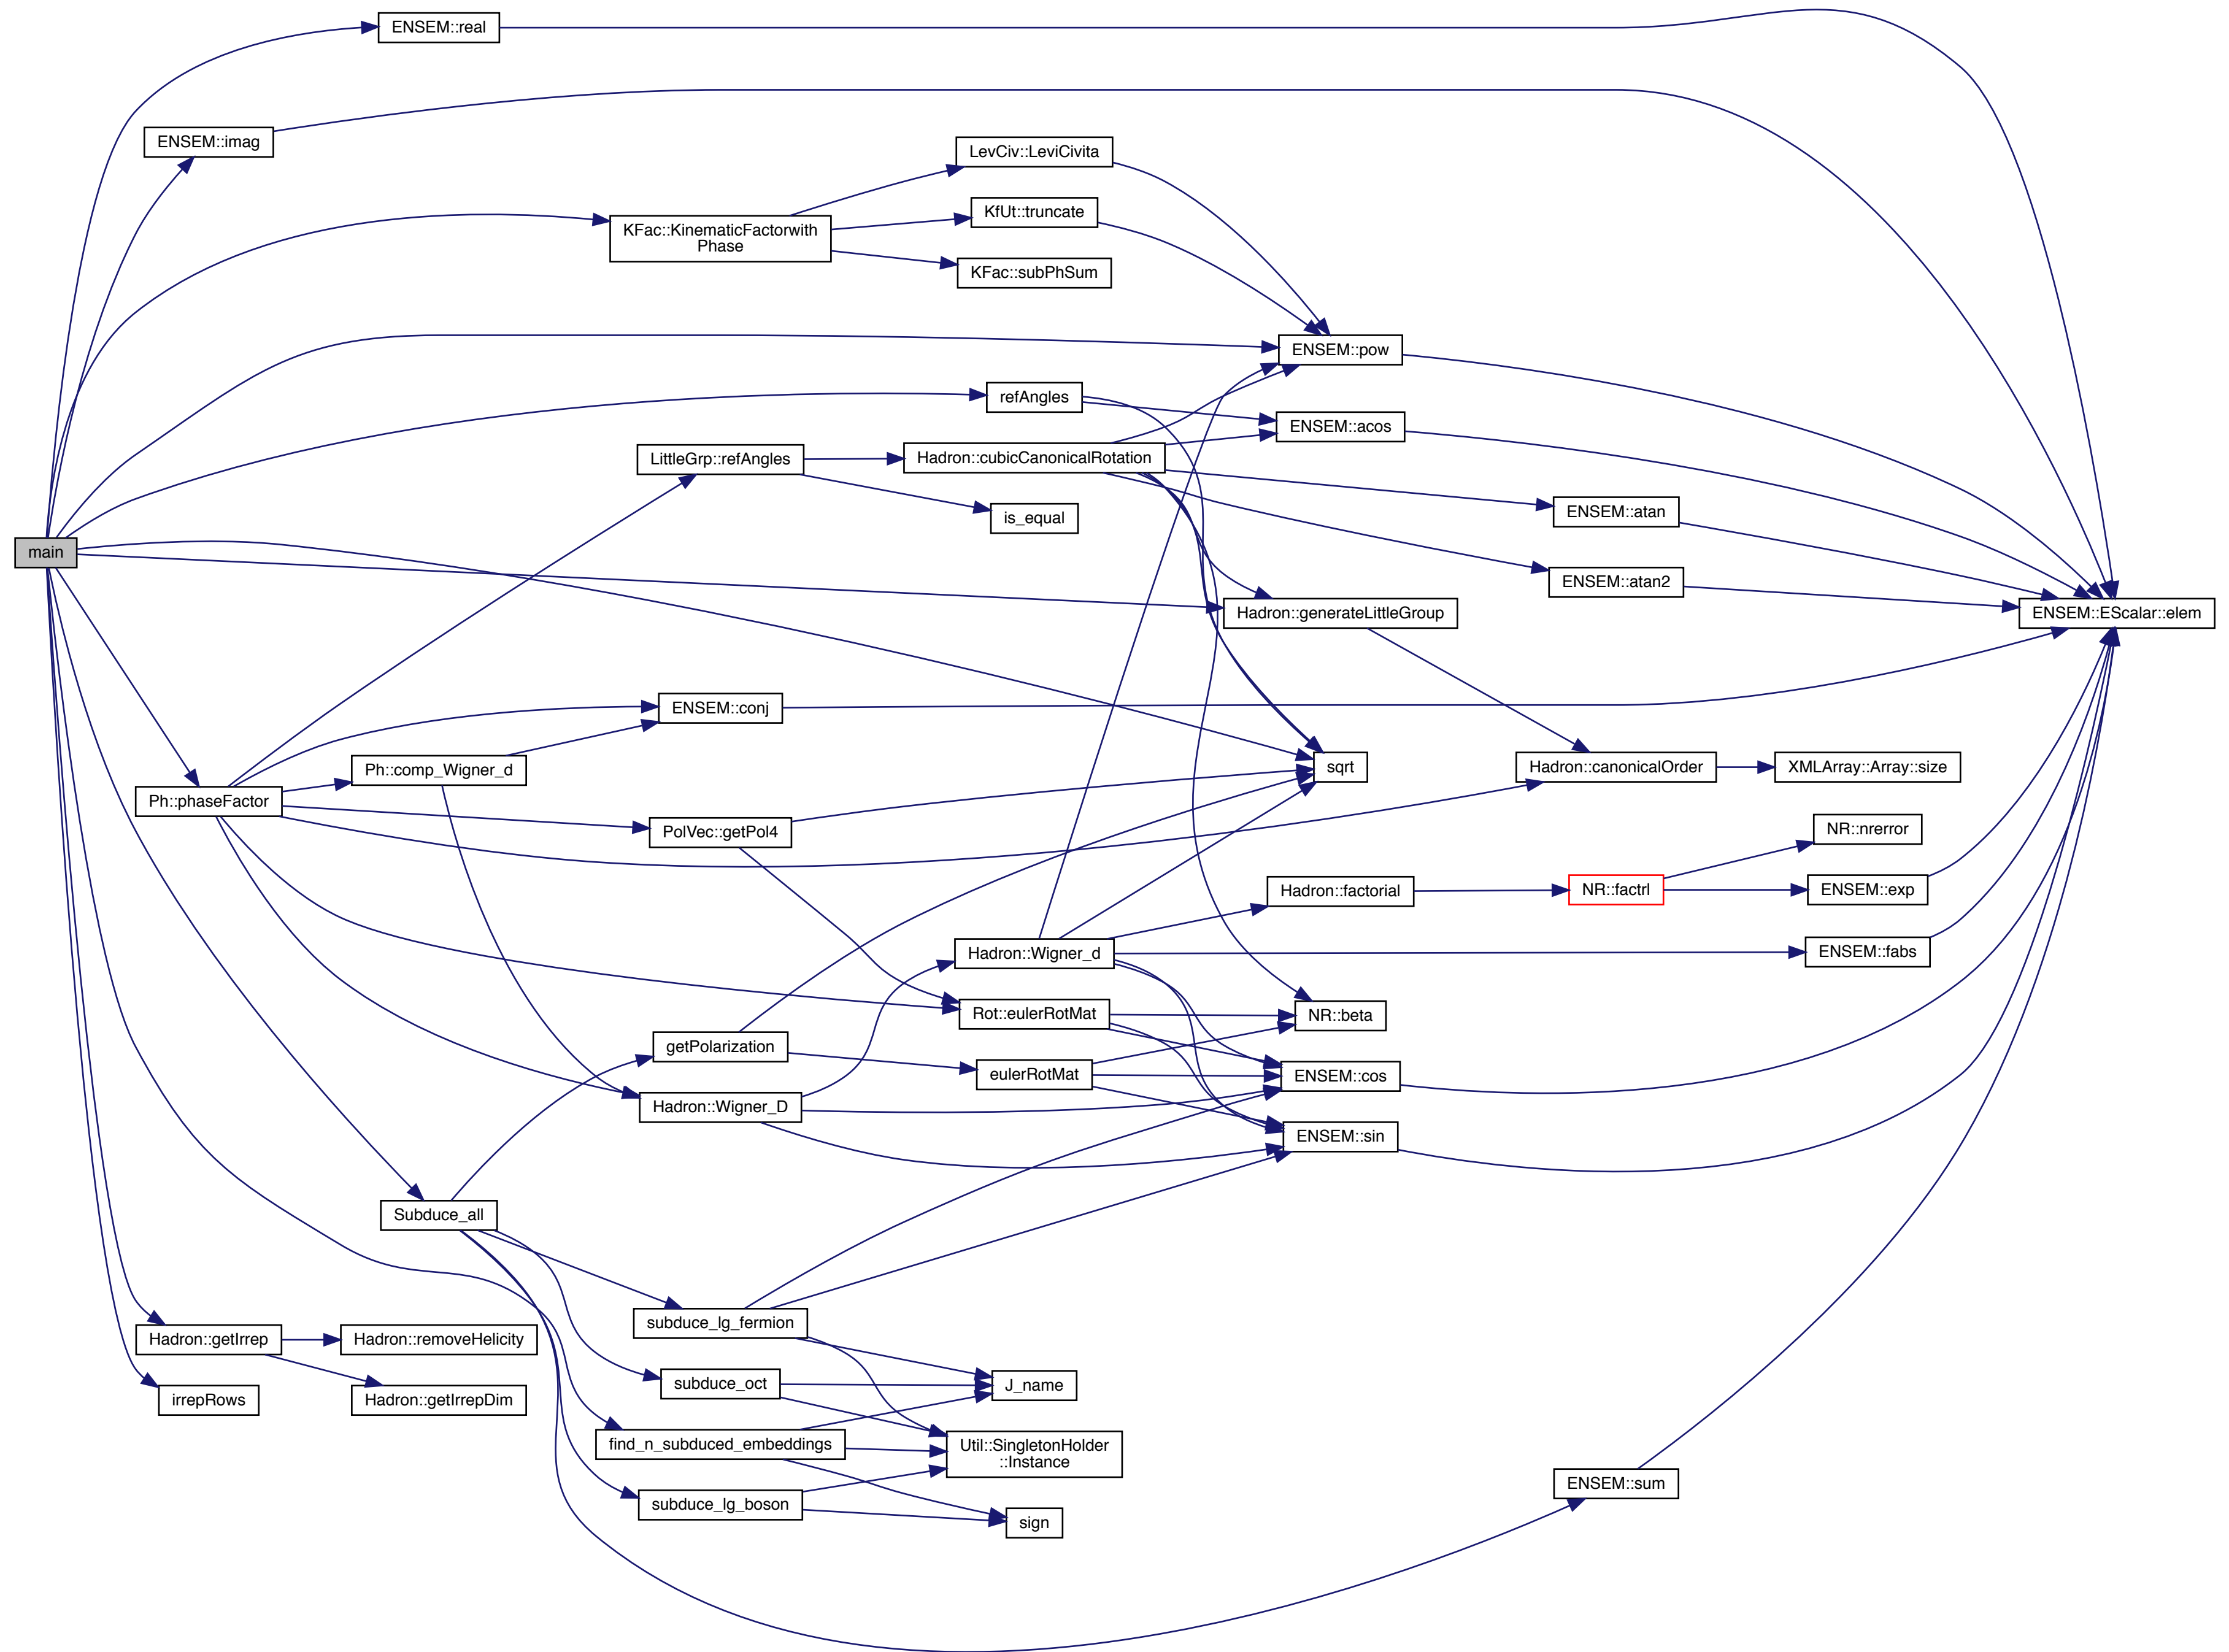 ENSEM::real
ENSEM::imag
LevCiv::LeviCivita
KfUt::truncate
KFac::KinematicFactorwith
Phase
KFac::subPhSum
ENSEM::pow
refAngles
ENSEM::acos
LittleGrp::refAngles
Hadron::cubicCanonicalRotation
ENSEM::atan
is_equal
main
ENSEM::atan2
Hadron::generateLittleGroup
ENSEM::EScalar::elem
ENSEM::conj
Ph::comp_Wigner_d
sqrt
Hadron::canonicalOrder
XMLArray::Array::size
Ph::phaseFactor
PolVec::getPol4
NR::nrerror
Hadron::factorial
NR::factrl
ENSEM::exp
Hadron::Wigner_d
ENSEM::fabs
Rot::eulerRotMat
NR::beta
getPolarization
eulerRotMat
ENSEM::cos
Hadron::Wigner_D
ENSEM::sin
Subduce_all
subduce_lg_fermion
Hadron::getIrrep
Hadron::removeHelicity
subduce_oct
J_name
irrepRows
Hadron::getIrrepDim
find_n_subduced_embeddings
Util::SingletonHolder
::Instance
ENSEM::sum
subduce_lg_boson
sign